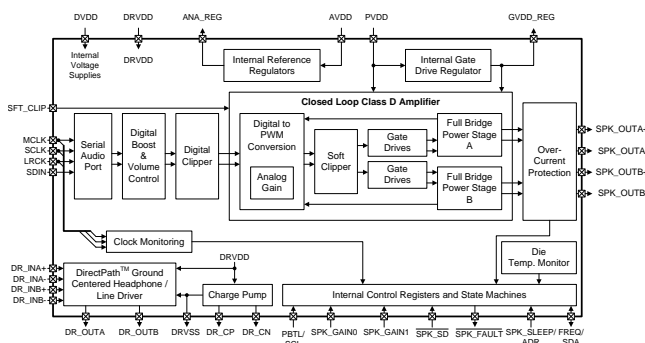 DVDD
DRVDD
ANA_REG
AVDD
PVDD
GVDD_REG
Internal
Voltage
Supplies
DRVDD
Internal Reference
Regulators
Internal Gate
Drive Regulator
SFT_CLIP
Closed Loop Class D Amplifier
MCLK
SCLK
LRCK
SDIN
Serial
Audio
Port
Digital
Boost
&
Volume
Control
Digital
Clipper
Digital to
PWM
Conversion
Analog
Gain
Soft
Clipper
Gate
Drives
Gate
Drives
Full Bridge
Power Stage
A
Full Bridge
Power Stage
B
Over-
Current
Protection
SPK_OUTA+
SPK_OUTA-
SPK_OUTB+
SPK_OUTB-
Clock Monitoring
Die
Temp. Monitor
DR_INA+
DR_INA-
DR_INB+
DR_INB-
DirectPath™ Ground
Centered Headphone /
Line Driver
DRVDD
Charge Pump
Internal Control Registers and State Machines
DR_OUTA
DR_OUTB
DRVSS
DR_CP
DR_CN
PBTL/
SCL
SPK_GAIN0
SPK_GAIN1
SPK_SD
SPK_FAULT
SPK_SLEEP/
ADR
FREQ/
SDA